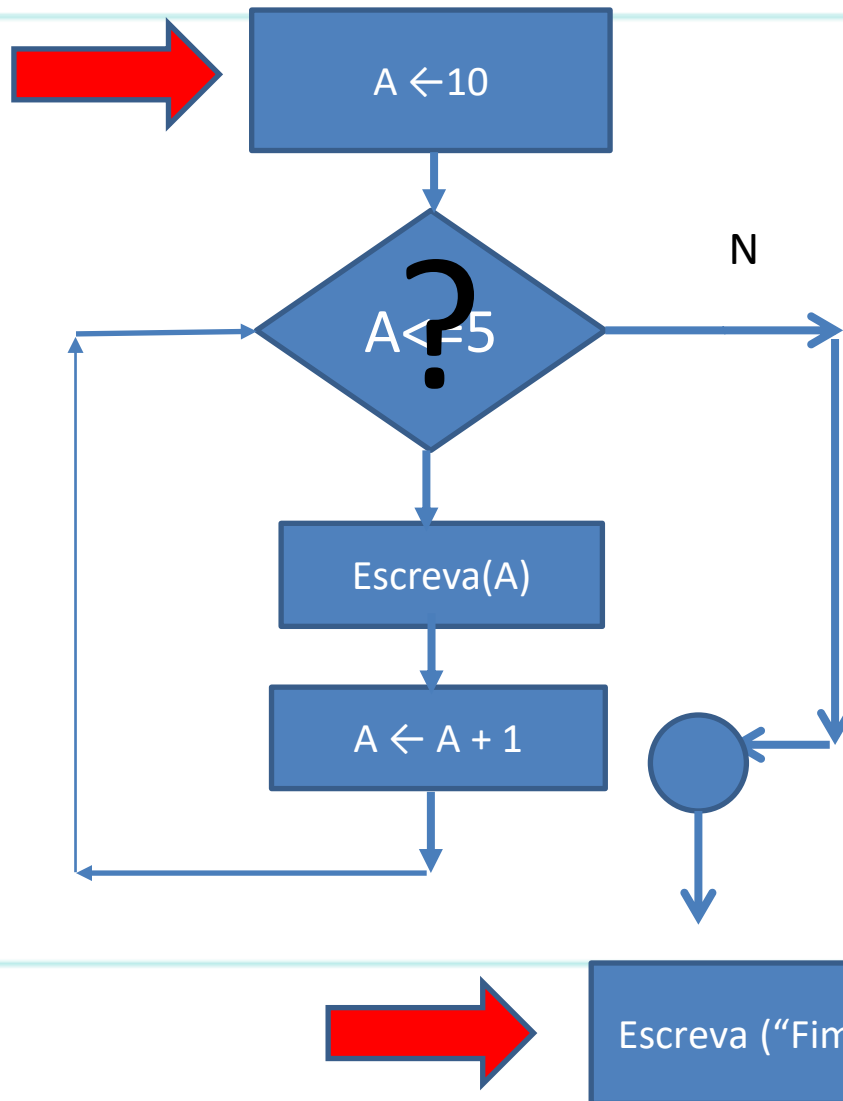 A ←10
N
?
A<=5
Escreva(A)
A ← A + 1
Escreva (“Fim